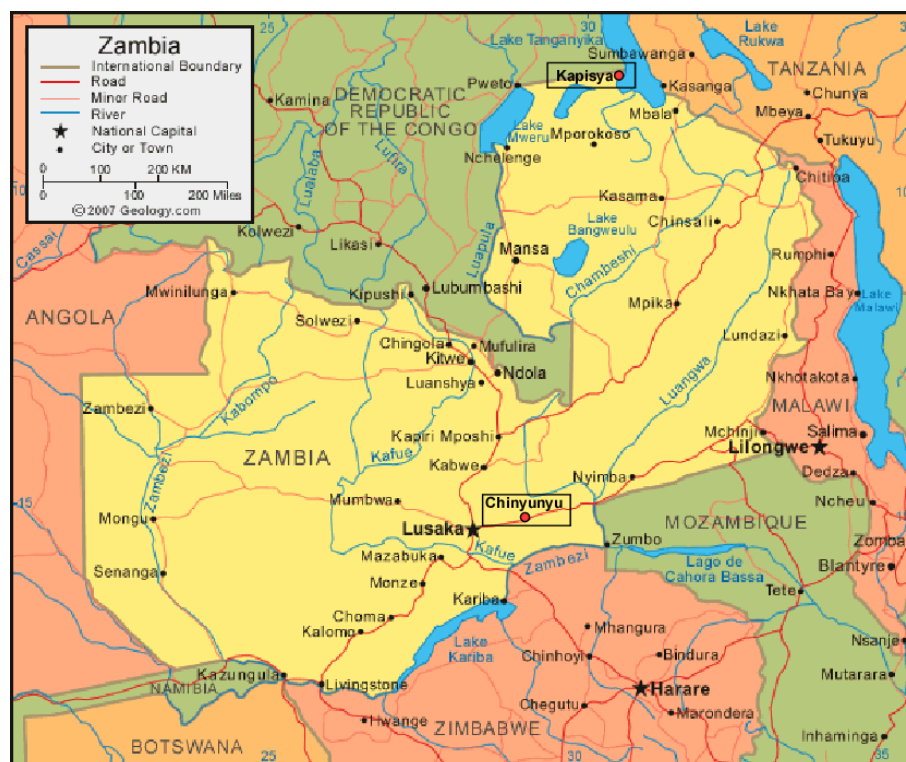 Zambia
International Boundary
Road
Minor Road
River
National Capital
City or Town
0 100 200 KM
0 100 200 Miles
© 2007 Geology.com
25
30
Lake Tanganyika
Sumbawanga
Lake
Rukwa
TANZANIA
Kapisya
Pweto
Kasanga
Chunya
Mbeya
Tukuyu
Kamina
DEMOCRATIC
REPUBLIC
OF THE CONGO
Lake
Mweru
Mporokoso
Mbala
Nchelenge
Chitipa
Lualaba
Lufira
10
10
Kasama
Chinsali
Lake
Bangweulu
Kolwezi
Likasi
Luapula
Mansa
Chambeshi
Rumphi
Cassai
Mwinilunga
Kipushi
Lubumbashi
Mpika
Nkhata Bay
Lake
Malawi
ANGOLA
Solwezi
Chingola
Mufulira
Kitwe
Lundazi
Luanshya
Ndola
Luangwa
Nkhotakota
Zambezi
Kabompo
MALAWI
Kapiri Mposhi
Mchinji
Salima
Lilongwe
ZAMBIA
Kafue
Kabwe
Nyimba
Dedza
Zambezi
-15
Mumbwa
Chinyunyu
Ncheu
Mongu
Lusaka
MOZAMBIQUE
Zumbo
Zomba
Kafue
Zambezi
Mazabuka
Lago de
Cahora Bassa
Blantyre
Senanga
Monze
Kariba
Tete
Choma
Kalomo
Lake
Kariba
Mhangura
Nsanje
Chinhoyi
Bindura
Kazungula
NAMIBIA
Livingstone
Harare
Mutarara
Chegutu
Marondera
Hwange
ZIMBABWE
Inhaminga
BOTSWANA
25
30
35